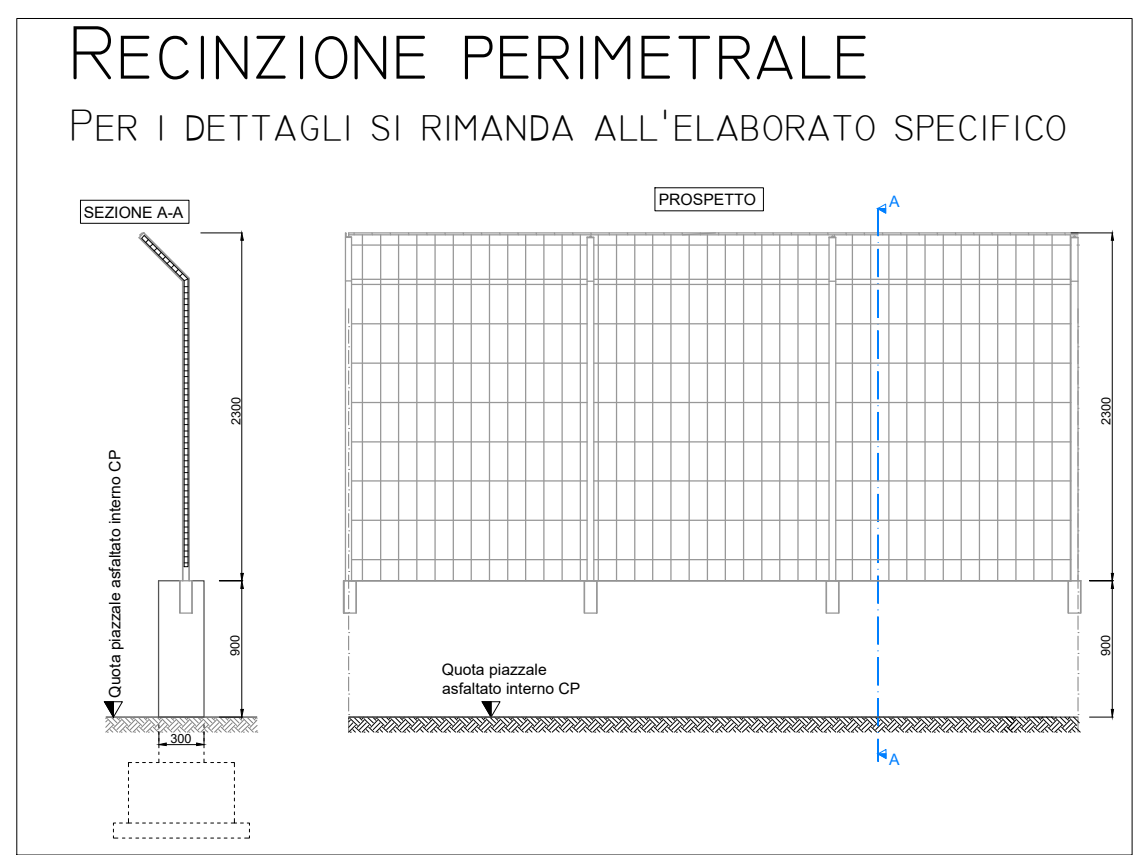 RECINZIONE PERIMETRALE
PER I DETTAGLI SI RIMANDA ALL'ELABORATO SPECIFICO
SEZIONE A-A
PROSPETTO
A
2300
2300
Quota piazzale asfaltato interno CP
900
900
Quota piazzale
asfaltato interno CP
300
A